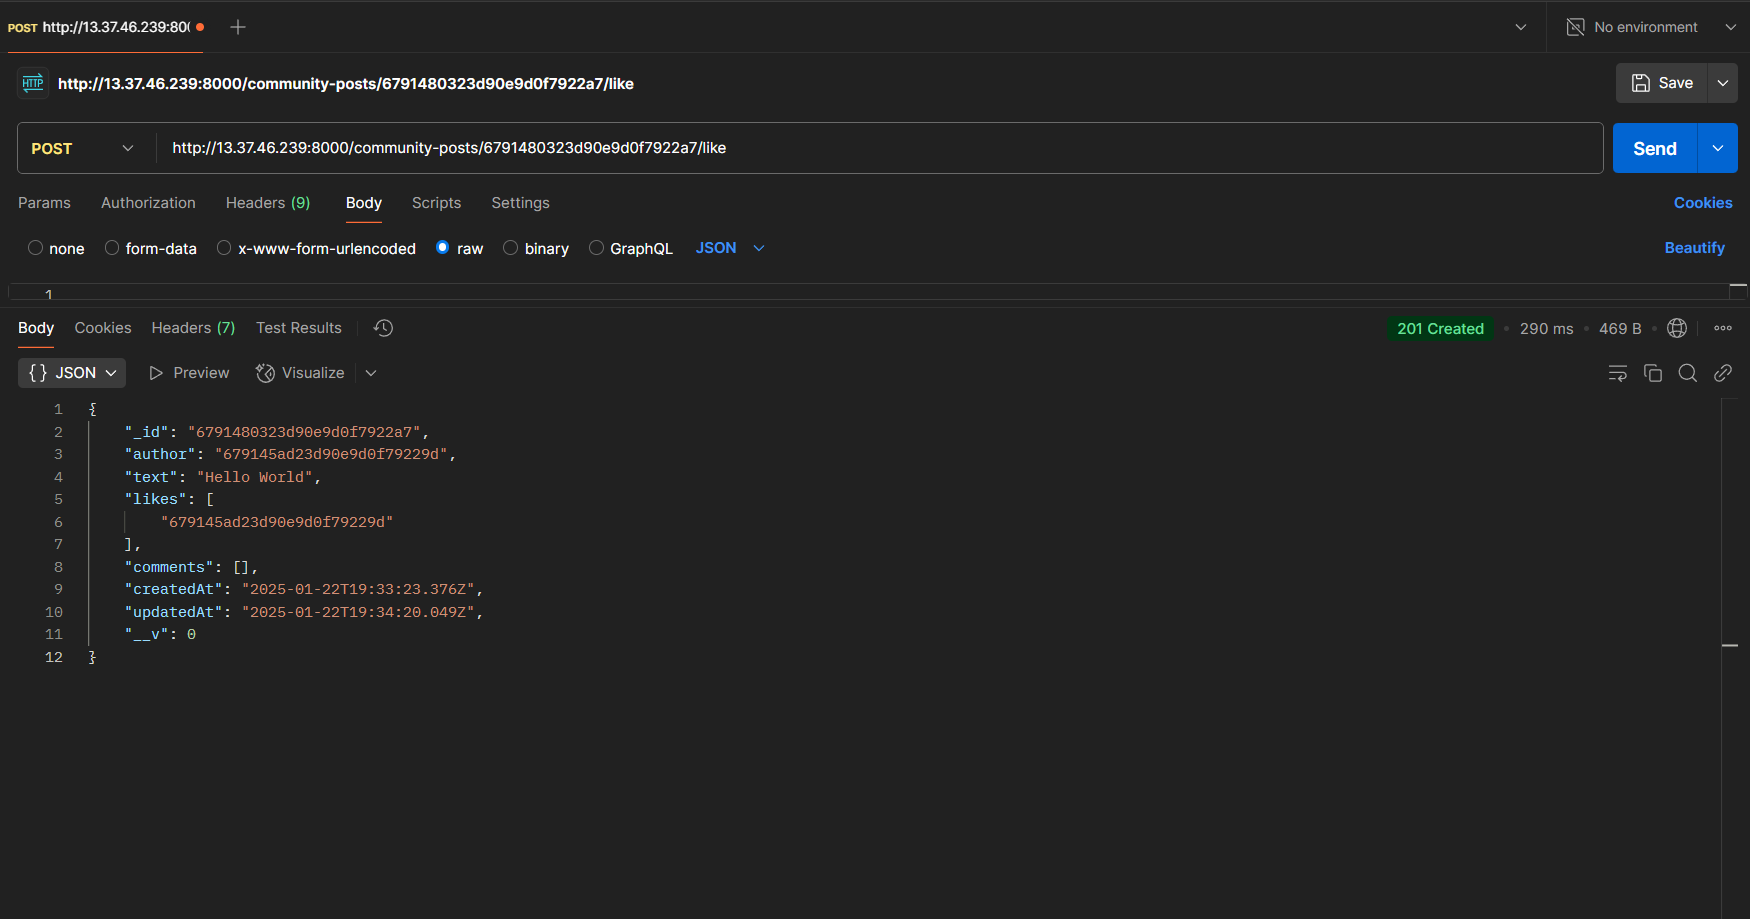 POST http://13.37.46.239:80
No environment
HTTP http://13.37.46.239:8000/community-posts/6791480323d90e9d0f7922a7/like
Save
POST http://13.37.46.239:8000/community-posts/6791480323d90e9d0f7922a7/like
Send
Params Authorization Headers (9) Body Scripts Settings Cookies
none form-data x-www-form-urlencoded raw binary GraphQL JSON Beautify
1
Body Cookies Headers (7) Test Results 201 Created 290 ms 469 B
{} JSON Preview Visualize
1 {
2 "_id": "6791480323d90e9d0f7922a7",
3 "author": "679145ad23d90e9d0f79229d",
4 "text": "Hello World",
5 "likes": [
6 "679145ad23d90e9d0f79229d"
7 ],
8 "comments": [],
9 "createdAt": "2025-01-22T19:33:23.376Z",
10 "updatedAt": "2025-01-22T19:34:20.049Z",
11 "__v": 0
12 }